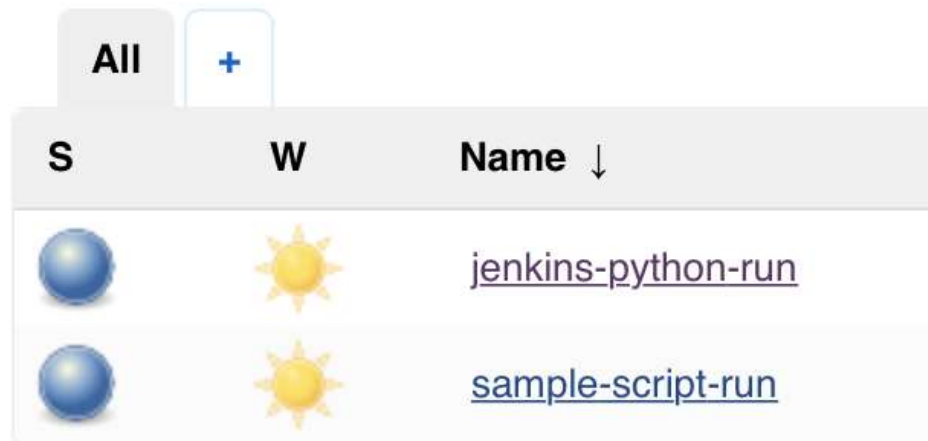 All +
S W Name ↓
jenkins-python-run
sample-script-run